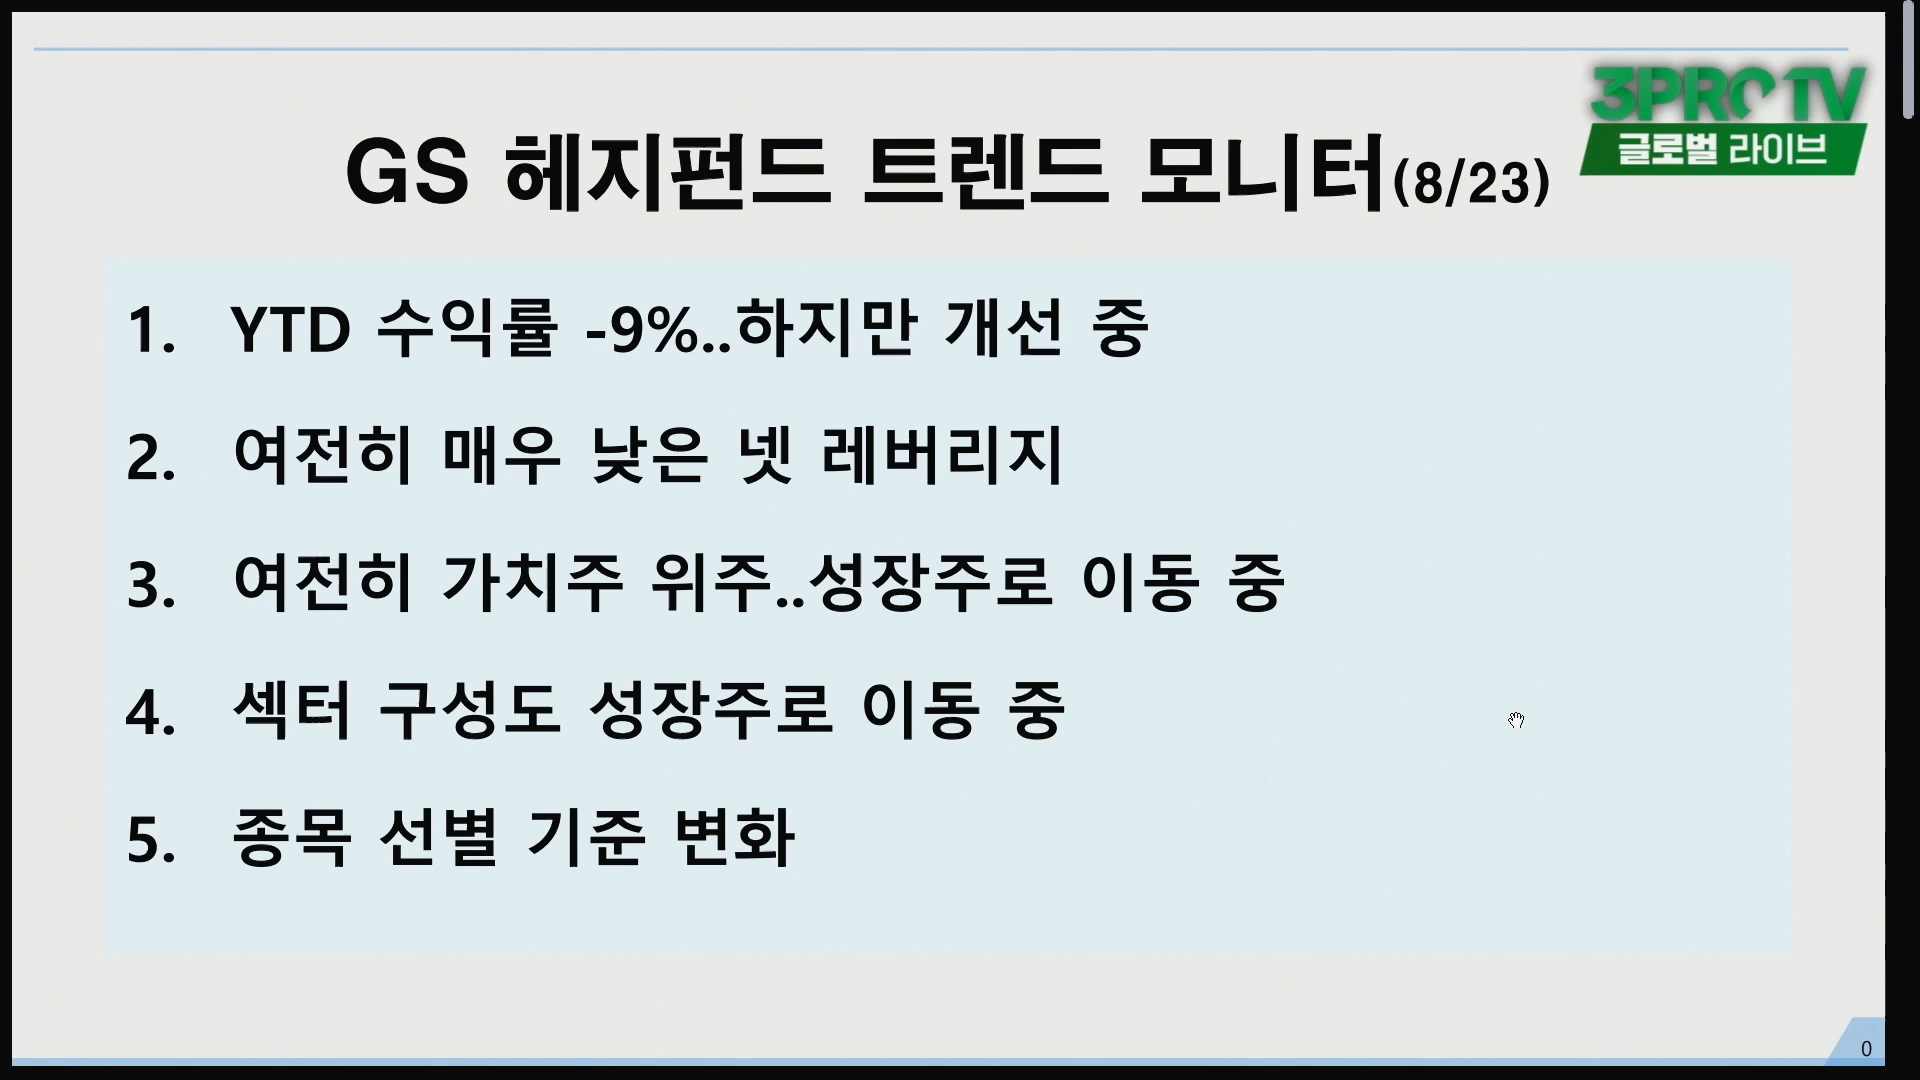 3PRO TV
글로벌 라이브
GS 헤지펀드 트렌드 모니터(8/23)
1. YTD 수익률 -9%..하지만 개선 중
2. 여전히 매우 낮은 넷 레버리지
3. 여전히 가치주 위주..성장주로 이동 중
4. 섹터 구성도 성장주로 이동 중
5. 종목 선별 기준 변화
0